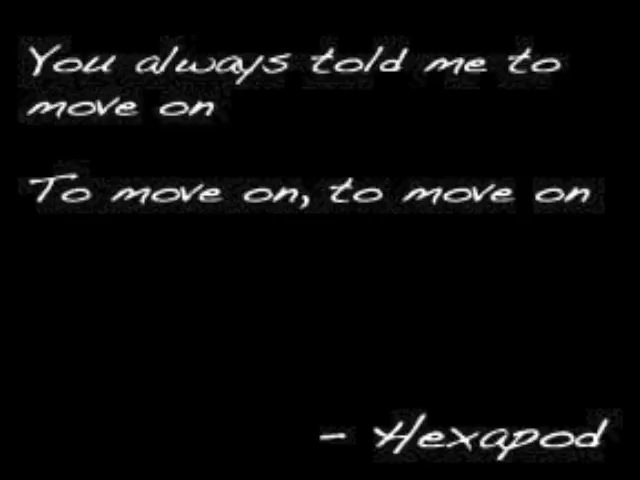 You always told me to
move on
To move on, to move on
- Hexapod